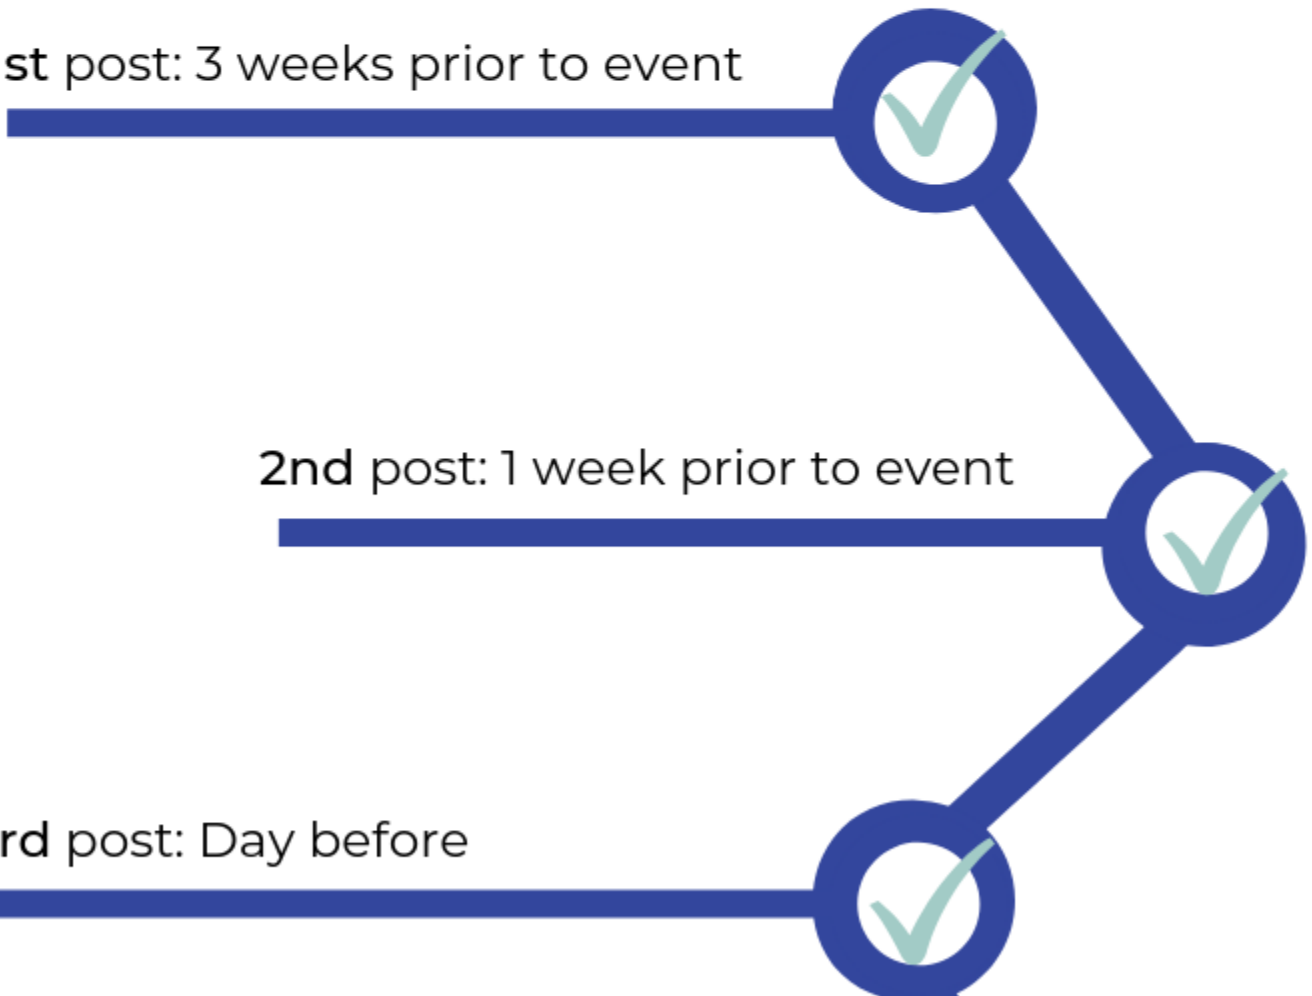 st post: 3 weeks prior to event
2nd post: 1 week prior to event
rd post: Day before